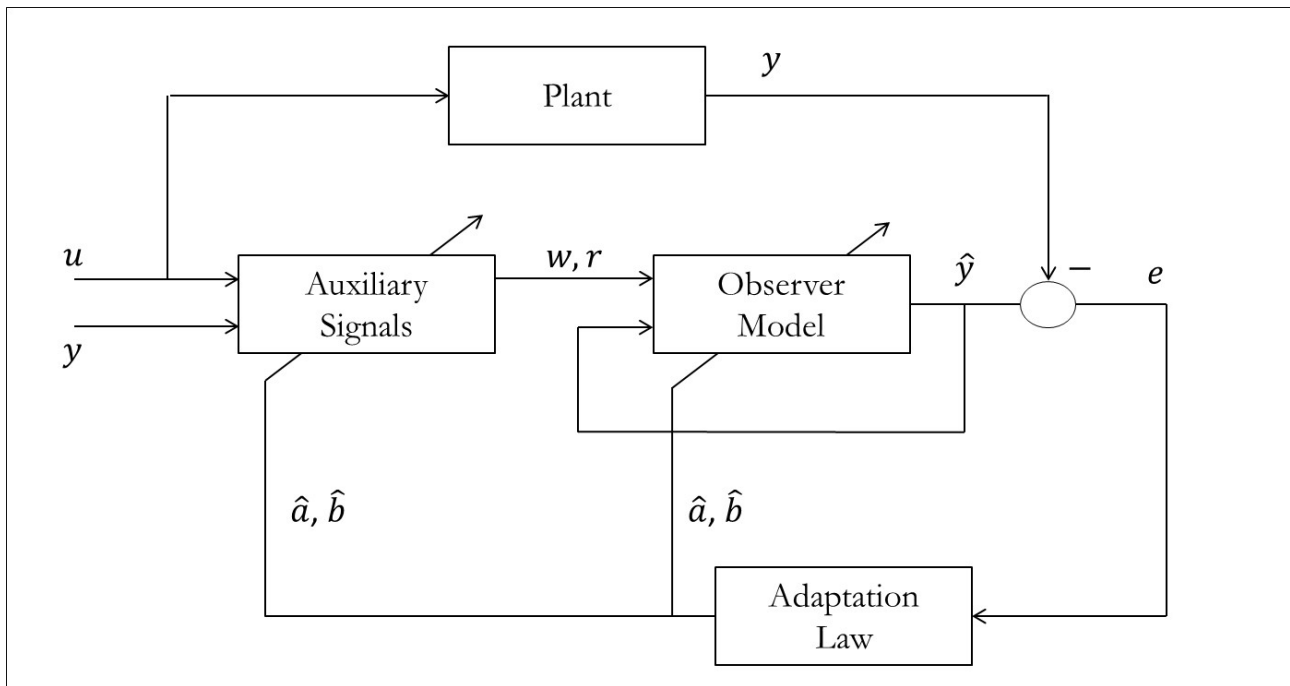 y
Plant
u
w, r
ŷ
−
e
Auxiliary
Signals
Observer
Model
y
â, b̂
â, b̂
Adaptation
Law